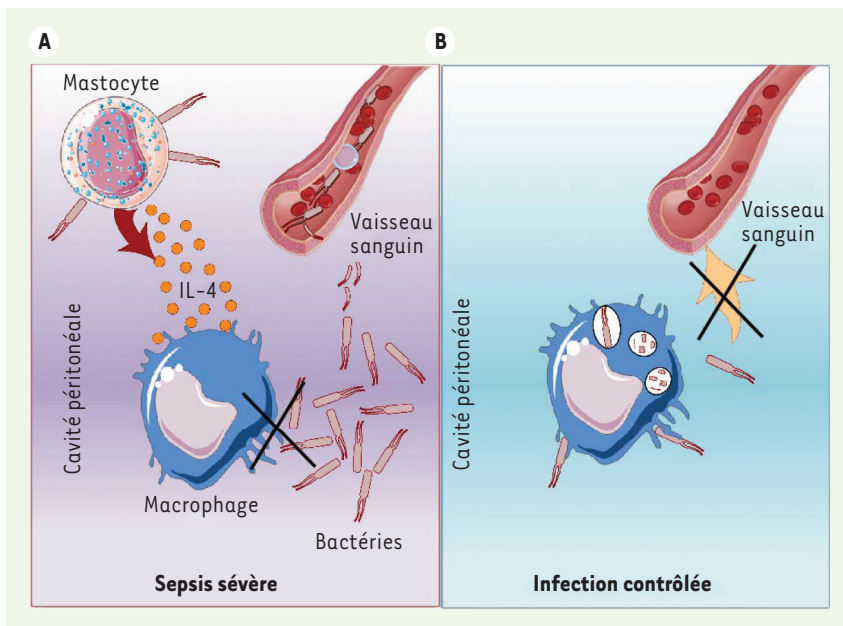 A
Mastocyte
Vaisseau
sanguin
IL-4
Cavité péritonéale
Macrophage
Bactéries
Sepsis sévère
B
Vaisseau
sanguin
Cavité péritonéale
Infection contrôlée